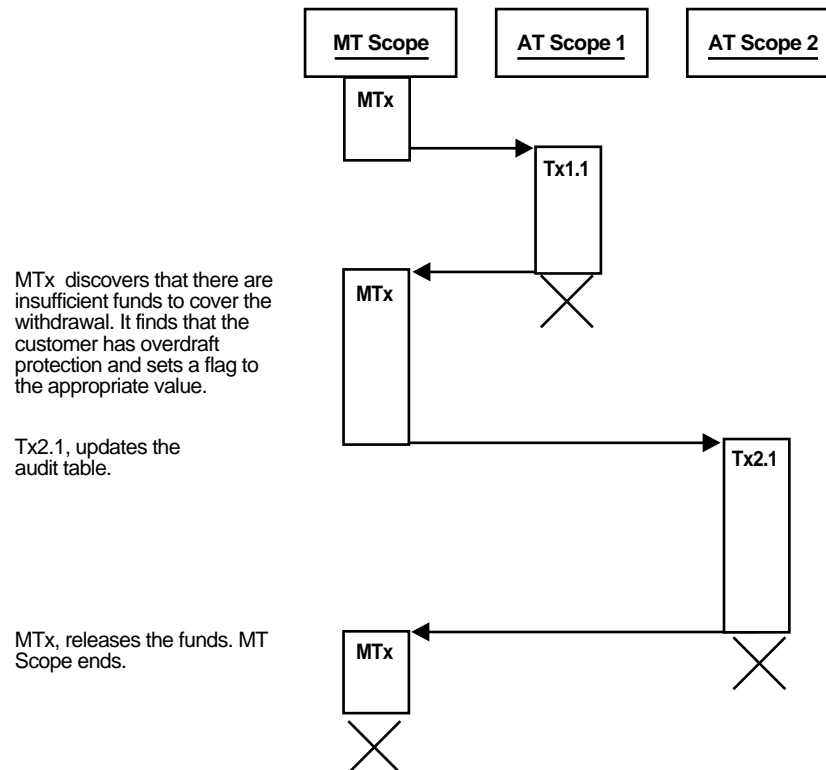 MT Scope AT Scope 1 AT Scope 2
MTx
Tx1.1
MTx discovers that there are
insufficient funds to cover the
withdrawal. It finds that the
customer has overdraft
protection and sets a flag to
the appropriate value.
MTx
Tx2.1, updates the
audit table.
Tx2.1
MTx, releases the funds. MT
Scope ends.
MTx